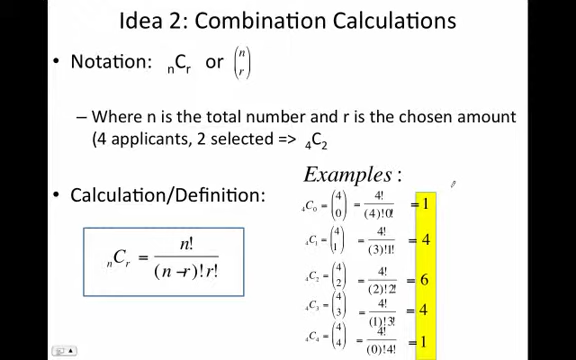 Idea 2: Combination Calculations
• Notation: ₙCᵣ or (n r)
– Where n is the total number and r is the chosen amount
(4 applicants, 2 selected => ₄C₂
Examples :
• Calculation/Definition:
ₙCᵣ = n! / (n – r)! r!
₄C₀ = (4 0) = 4! / (4)!0! = 1
₄C₁ = (4 1) = 4! / (3)!1! = 4
₄C₂ = (4 2) = 4! / (2)!2! = 6
₄C₃ = (4 3) = 4! / (1)!3! = 4
₄C₄ = (4 4) = 4! / (0)!4! = 1